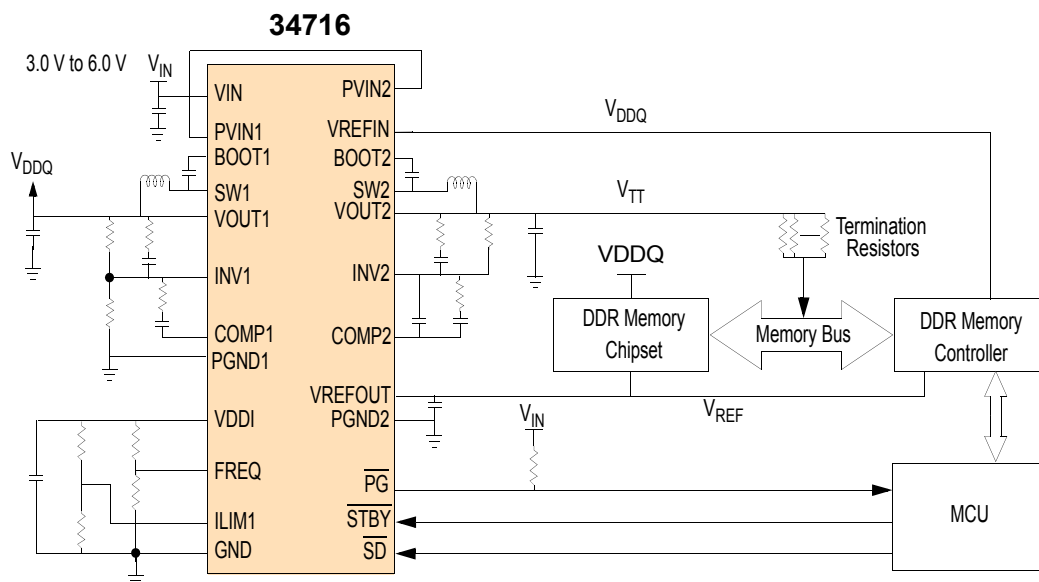 34716
3.0 V to 6.0 V
VIN
VIN
PVIN1
BOOT1
SW1
VOUT1
INV1
COMP1
PGND1
VDDI
FREQ
ILIM1
GND
PVIN2
VREFIN
BOOT2
SW2
VOUT2
INV2
COMP2
VREFOUT
PGND2
PG
STBY
SD
VDDQ
VDDQ
VTT
Termination
Resistors
VDDQ
DDR Memory
Chipset
Memory Bus
DDR Memory
Controller
VREF
VIN
MCU